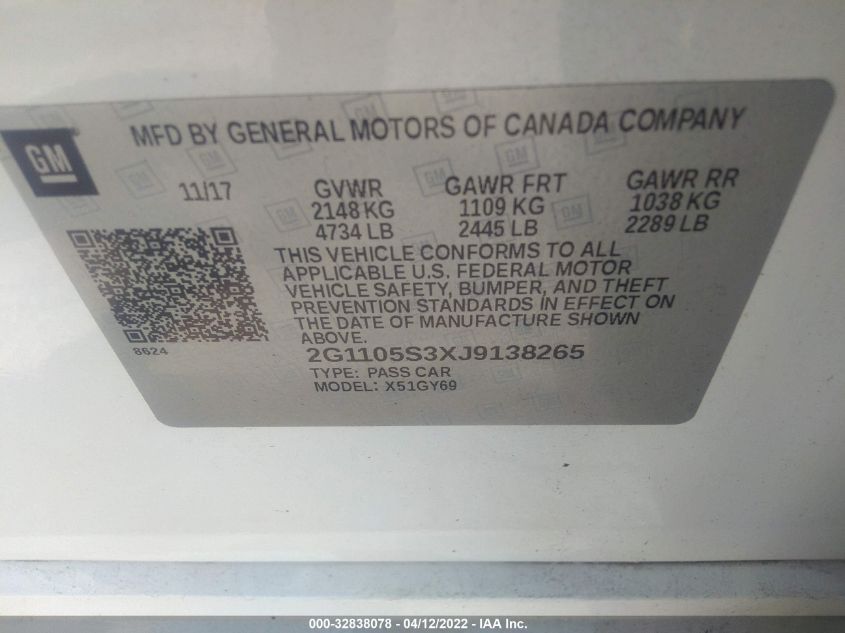 MFD BY GENERAL MOTORS OF CANADA COMPANY
GM
11/17
GVWR GAWR FRT GAWR RR
2148 KG 1109 KG 1038 KG
4734 LB 2445 LB 2289 LB
THIS VEHICLE CONFORMS TO ALL
APPLICABLE U.S. FEDERAL MOTOR
VEHICLE SAFETY, BUMPER, AND THEFT
PREVENTION STANDARDS IN EFFECT ON
THE DATE OF MANUFACTURE SHOWN
ABOVE.
8624
2G1105S3XJ9138265
TYPE: PASS CAR
MODEL: X51GY69
000-32838078 - 04/12/2022 - IAA Inc.